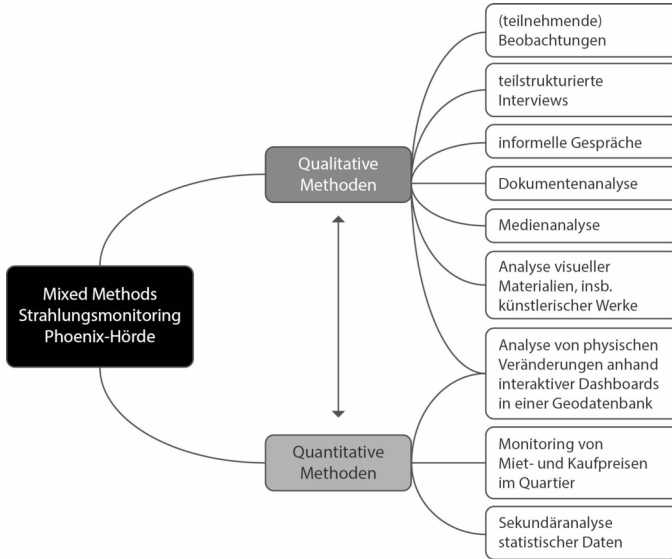 Mixed Methods
Strahlungsmonitoring
Phoenix-Hörde
Qualitative
Methoden
(teilnehmende)
Beobachtungen
teilstrukturierte
Interviews
informelle Gespräche
Dokumentenanalyse
Medienanalyse
Analyse visueller
Materialien, insb.
künstlerischer Werke
Analyse von physischen
Veränderungen anhand
interaktiver Dashboards
in einer Geodatenbank
Quantitative
Methoden
Monitoring von
Miet- und Kaufpreisen
im Quartier
Sekundäranalyse
statistischer Daten